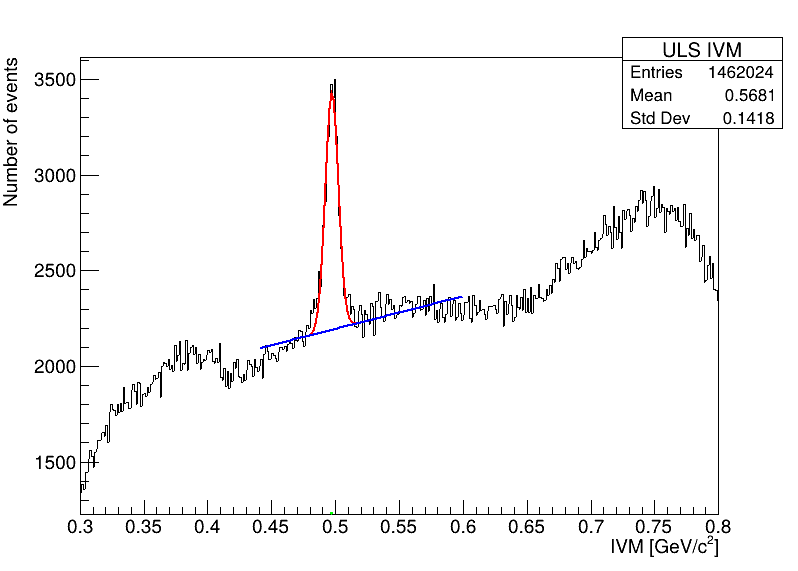 ULS IVM
Entries 1462024
Mean 0.5681
Std Dev 0.1418
Number of events
3500
3000
2500
2000
1500
0.3 0.35 0.4 0.45 0.5 0.55 0.6 0.65 0.7 0.75 0.8
IVM [GeV/c²]